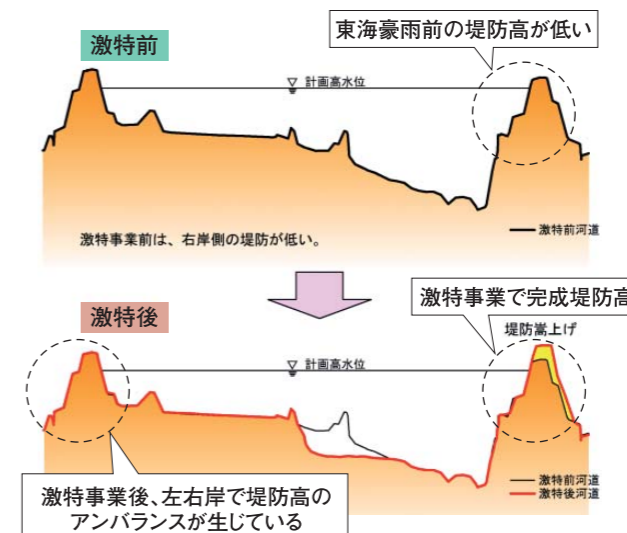 激特前
東海豪雨前の堤防高が低い
計画高水位
激特事業前は、右岸側の堤防が低い。
激特前河道
激特後
激特事業で完成堤防高
堤防嵩上げ
計画高水位
激特事業後、左右岸で堤防高の
アンバランスが生じている
激特前河道
激特後河道